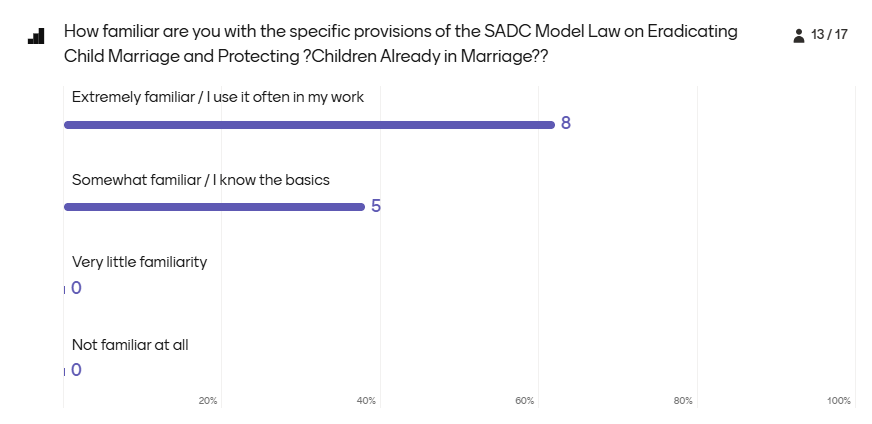 How familiar are you with the specific provisions of the SADC Model Law on Eradicating
Child Marriage and Protecting ?Children Already in Marriage??
13 / 17
Extremely familiar / I use it often in my work
8
Somewhat familiar / I know the basics
5
Very little familiarity
0
Not familiar at all
0
20% 40% 60% 80% 100%